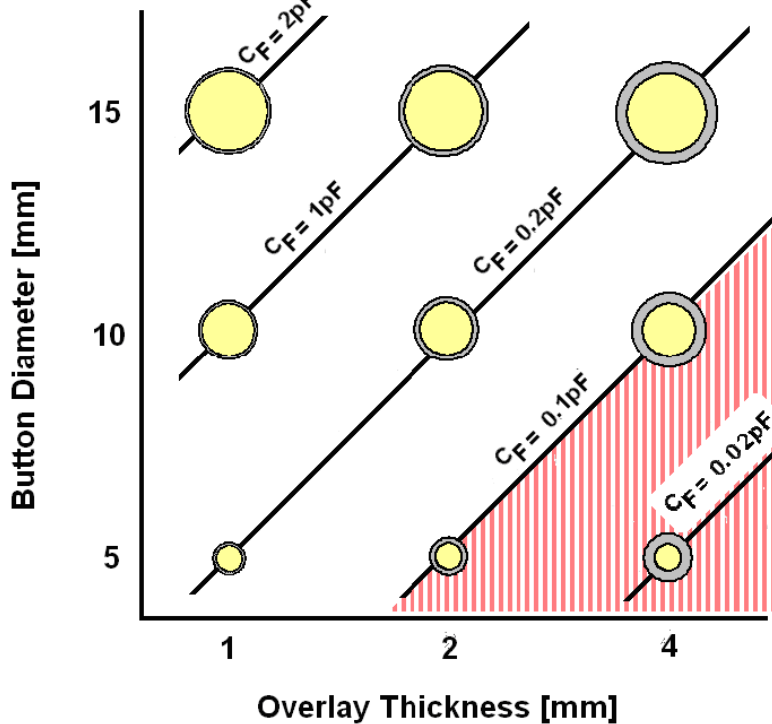 CF= 2pF
15
CF= 1pF
CF= 0.2pF
Button Diameter [mm]
10
CF= 0.1pF
CF= 0.02pF
5
1 2 4
Overlay Thickness [mm]